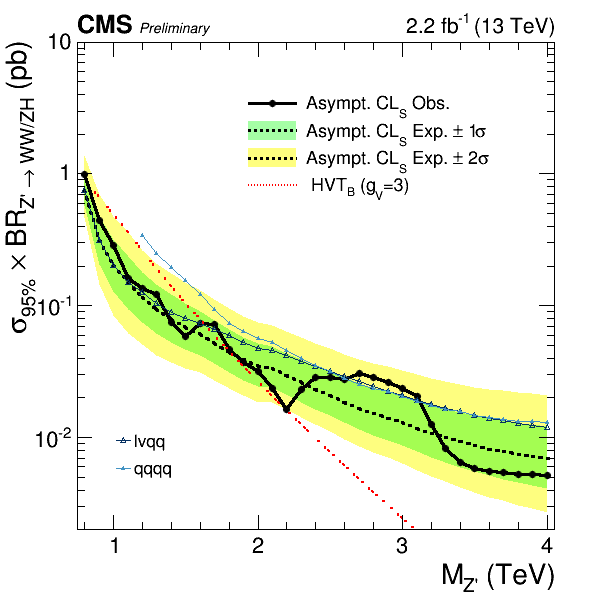 CMS Preliminary 2.2 fb⁻¹ (13 TeV)
σ95% × BR Z' → WW/ZH (pb)
10
1
10⁻¹
10⁻²
Asympt. CLS Obs.
Asympt. CLS Exp. ± 1σ
Asympt. CLS Exp. ± 2σ
HVTB (gV=3)
lvqq
qqqq
1 2 3 4
MZ' (TeV)